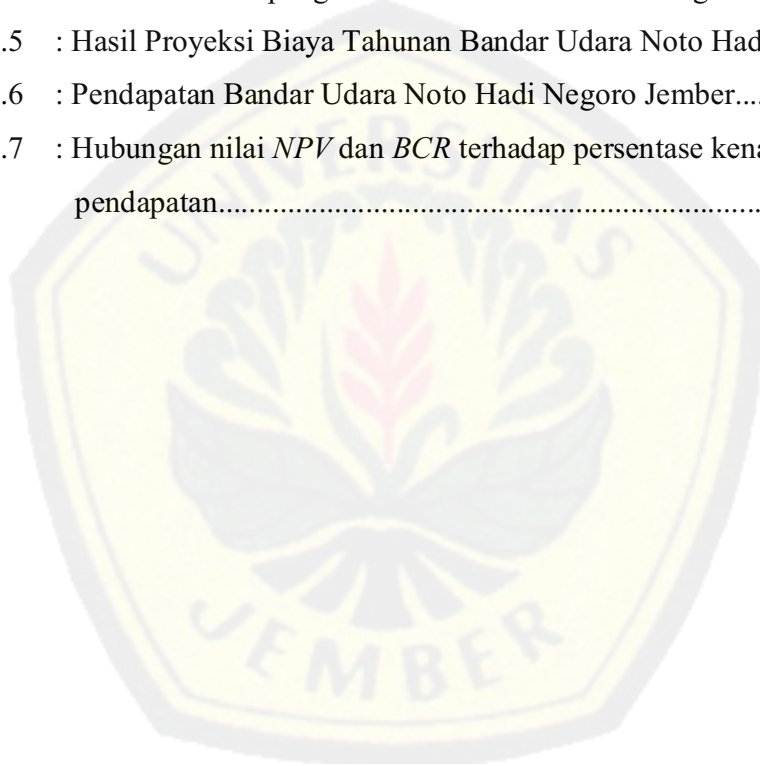 .5 : Hasil Proyeksi Biaya Tahunan Bandar Udara Noto Had
.6 : Pendapatan Bandar Udara Noto Hadi Negoro Jember....
.7 : Hubungan nilai NPV dan BCR terhadap persentase kena
pendapatan.......................................................................
UNIVERSITAS
JEMBER